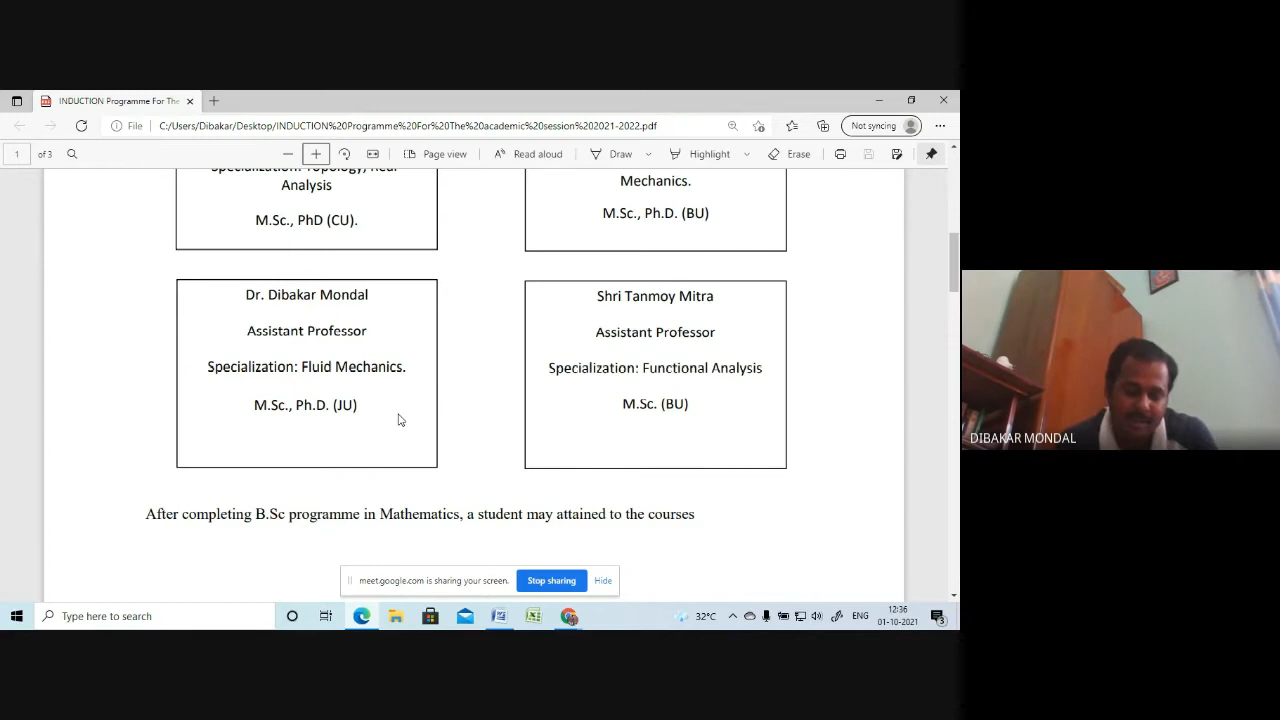 INDUCTION Programme For The
File
C:/Users/Dibakar/Desktop/INDUCTION%20Programme%20For%20The%20academic%20session%202021-2022.pdf
Not syncing
1 of 3
Page view
Read aloud
Draw
Highlight
Erase
Specialization: Topology, Real
Analysis
M.Sc., PhD (CU).
Mechanics.
M.Sc., Ph.D. (BU)
Dr. Dibakar Mondal
Assistant Professor
Specialization: Fluid Mechanics.
M.Sc., Ph.D. (JU)
Shri Tanmoy Mitra
Assistant Professor
Specialization: Functional Analysis
M.Sc. (BU)
After completing B.Sc programme in Mathematics, a student may attained to the courses
DIBAKAR MONDAL
meet.google.com is sharing your screen.
Stop sharing
Hide
Type here to search
32°C
ENG
12:36
01-10-2021
3